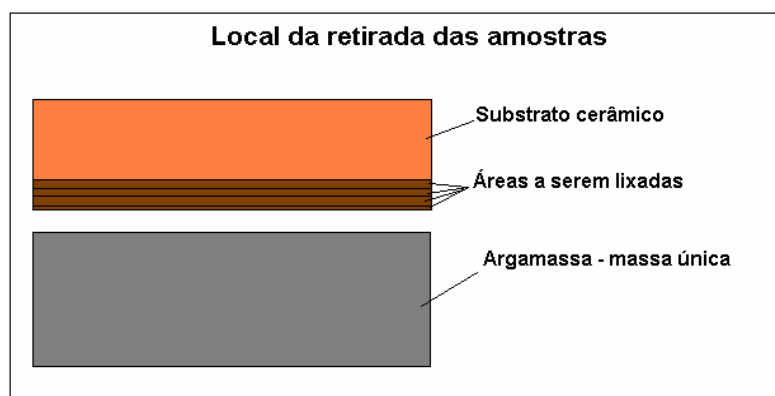 Local da retirada das amostras
Substrato cerâmico
Áreas a serem lixadas
Argamassa - massa única